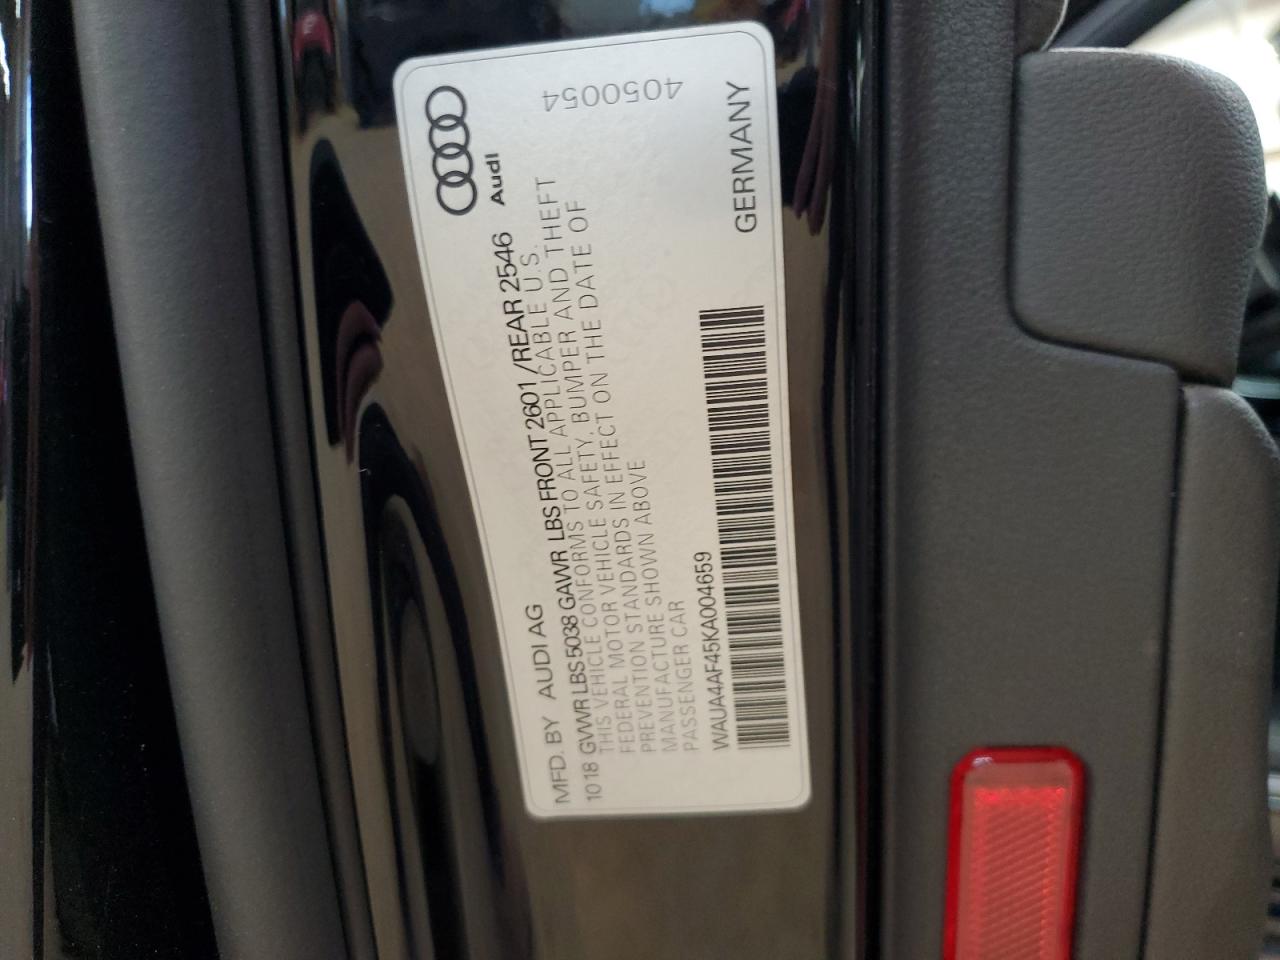 Audi
4050054
MFD. BY AUDI AG
1018 GVWR LBS 5038 GAWR LBS FRONT 2601 / REAR 2546
THIS VEHICLE CONFORMS TO ALL APPLICABLE U.S.
FEDERAL MOTOR VEHICLE SAFETY, BUMPER AND THEFT
PREVENTION STANDARDS IN EFFECT ON THE DATE OF
MANUFACTURE SHOWN ABOVE
PASSENGER CAR
WAUA4AF45KA004659
GERMANY